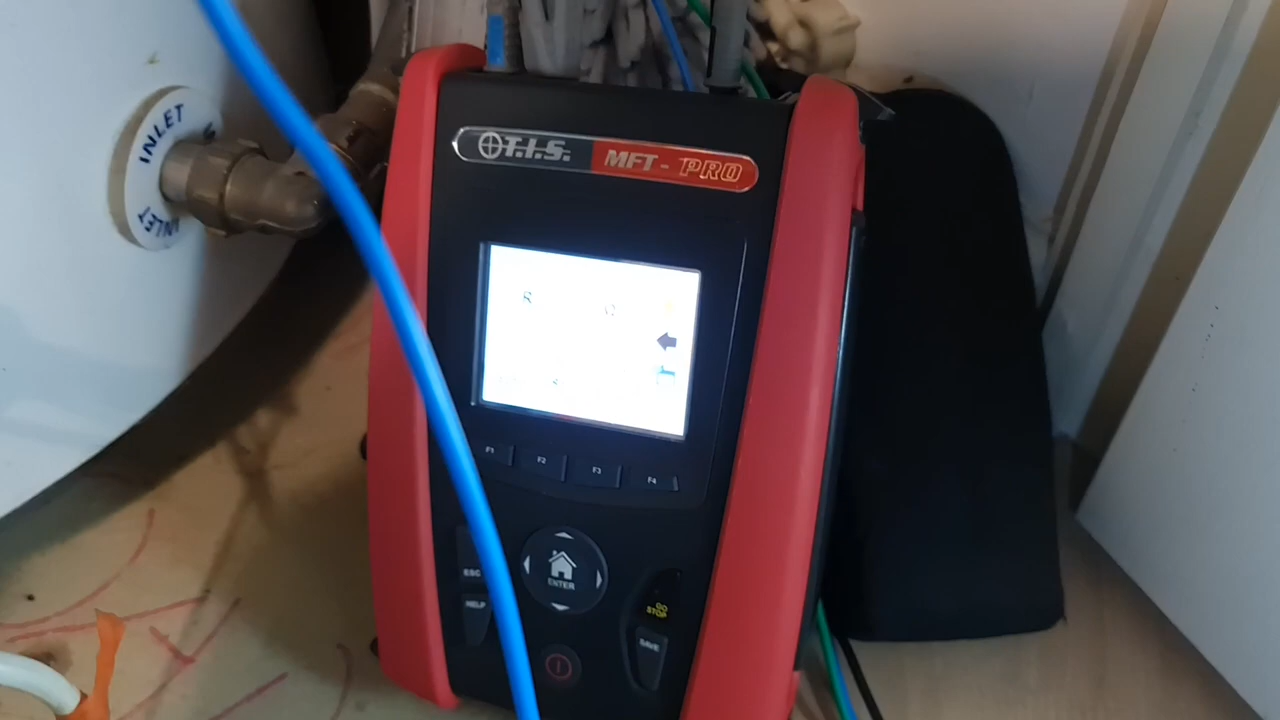 INLET
INLET
T.I.S.
MFT-PRO
R
Ω
F1
F2
F3
F4
ESC
ENTER
HELP
GO
STOP
SAVE